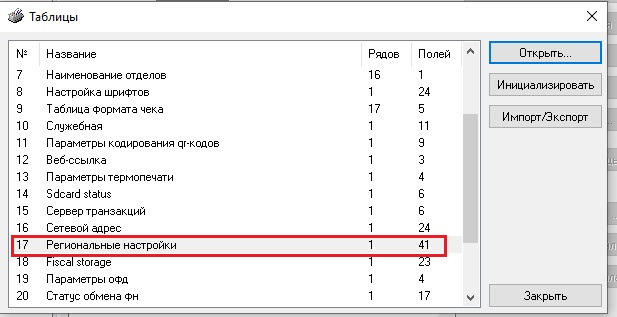 Таблицы
№ Название Рядов Полей
7 Наименование отделов 16 1
8 Настройка шрифтов 1 24
9 Таблица формата чека 17 5
10 Служебная 1 11
11 Параметры кодирования qr-кодов 1 9
12 Веб-ссылка 1 3
13 Параметры термопечати 1 4
14 Sdcard status 1 6
15 Сервер транзакций 1 6
16 Сетевой адрес 1 24
17 Региональные настройки 1 41
18 Fiscal storage 1 23
19 Параметры офд 1 4
20 Статус обмена фн 1 17
Открыть...
Инициализировать
Импорт/Экспорт
Закрыть